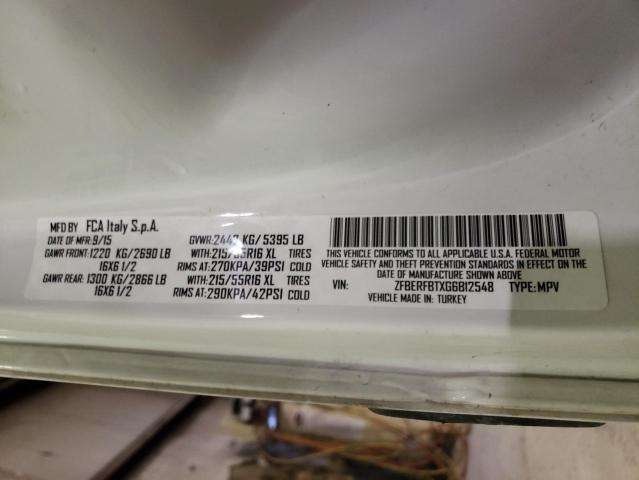 MFD BY FCA Italy S.p.A.
DATE OF MFR: 9/15 GVWR: KG/ 5395 LB
GAWR FRONT: 1220 KG/ 2690 LB WITH: 215/55R16 XL TIRES
16X6 1/2 RIMS AT: 270KPA/39PSI COLD
GAWR REAR: 1300 KG/ 2866 LB WITH: 215/55R16 XL TIRES
16X6 1/2 RIMS AT: 290KPA/42PSI COLD
THIS VEHICLE CONFORMS TO ALL APPLICABLE U.S.A. FEDERAL MOTOR
VEHICLE SAFETY AND THEFT PREVENTION STANDARDS IN EFFECT ON THE
DATE OF MANUFACTURE SHOWN ABOVE
VIN: ZFBERFBTXG6B12548 TYPE: MPV
VEHICLE MADE IN: TURKEY